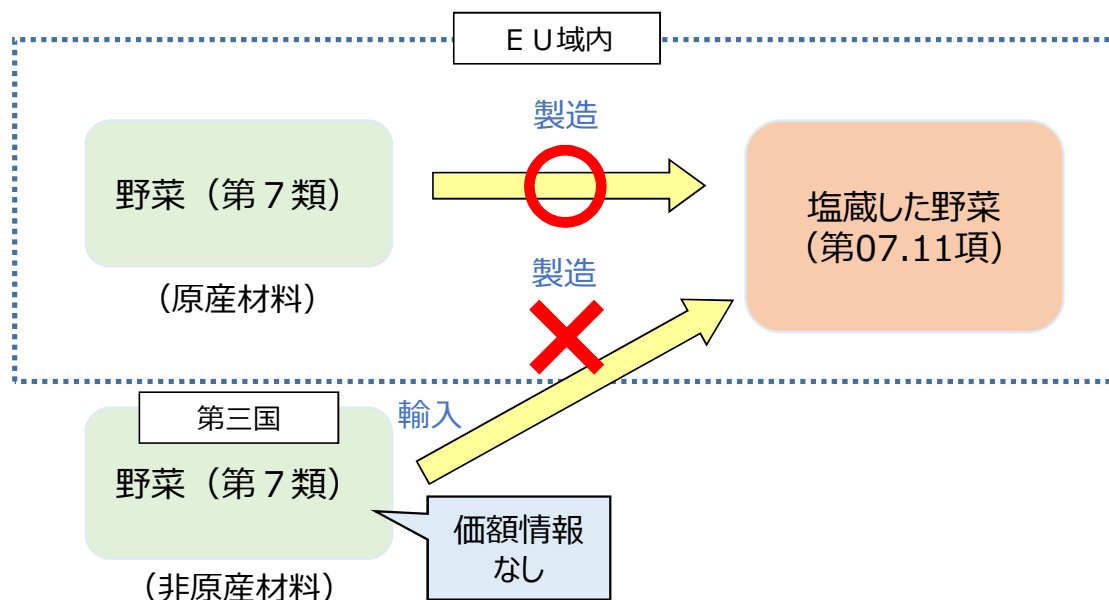 ＥＵ域内
製造
野菜（第７類）
（原産材料）
塩蔵した野菜
（第07.11項）
製造
第三国
輸入
野菜（第７類）
（非原産材料）
価額情報
なし